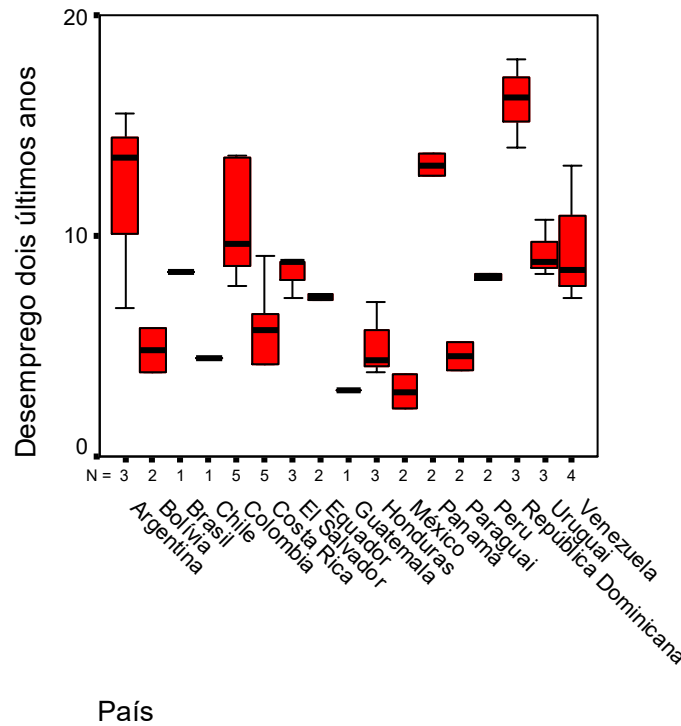 Desemprego dois últimos anos
20
10
0
N = 3 2 1 1 5 5 3 2 1 3 2 2 2 2 3 3 4
Argentina
Bolívia
Brasil
Chile
Colombia
Costa Rica
El Salvador
Equador
Guatemala
Honduras
México
Panamá
Paraguai
Peru
República Dominicana
Uruguai
Venezuela
País